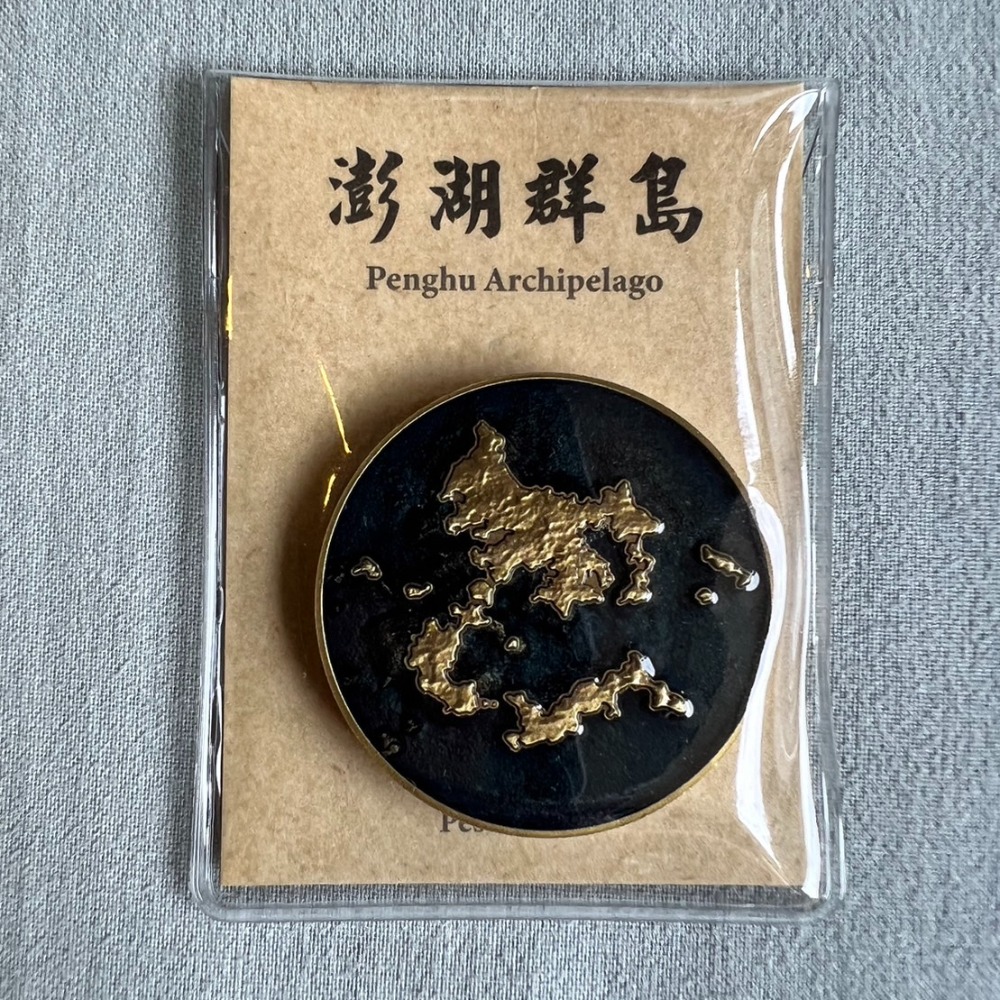 澎湖群島
Penghu Archipelago